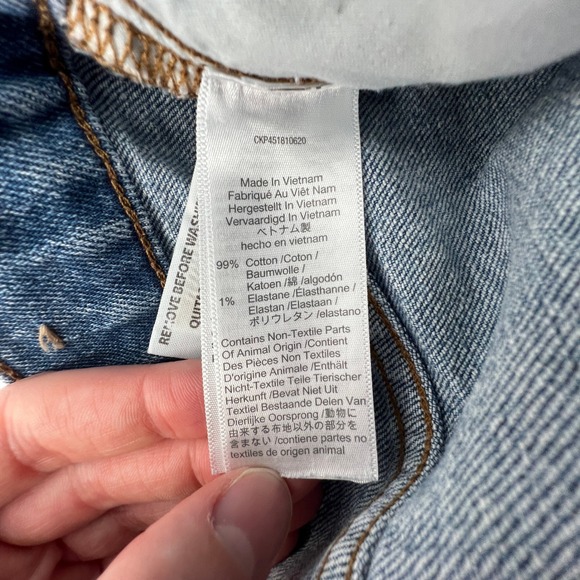 CKP451810620
Made In Vietnam
Fabriqué Au Viêt Nam
Hergestellt In Vietnam
Vervaardigd In Vietnam
ベトナム製
hecho en vietnam
99% Cotton /Coton /
Baumwolle /
Katoen /綿 /algodón
1% Elastane /Élasthanne /
Elastan /Elastaan /
ポリウレタン /elastano
Contains Non-Textile Parts
Of Animal Origin /Contient
Des Pièces Non Textiles
D'origine Animale /Enthält
Nicht-Textile Teile Tierischer
Herkunft /Bevat Niet Uit
Textiel Bestaande Delen Van
Dierlijke Oorsprong /動物に
由来する布地以外の部分を
含まない /contiene partes no
textiles de origen animal
REMOVE BEFORE WAS